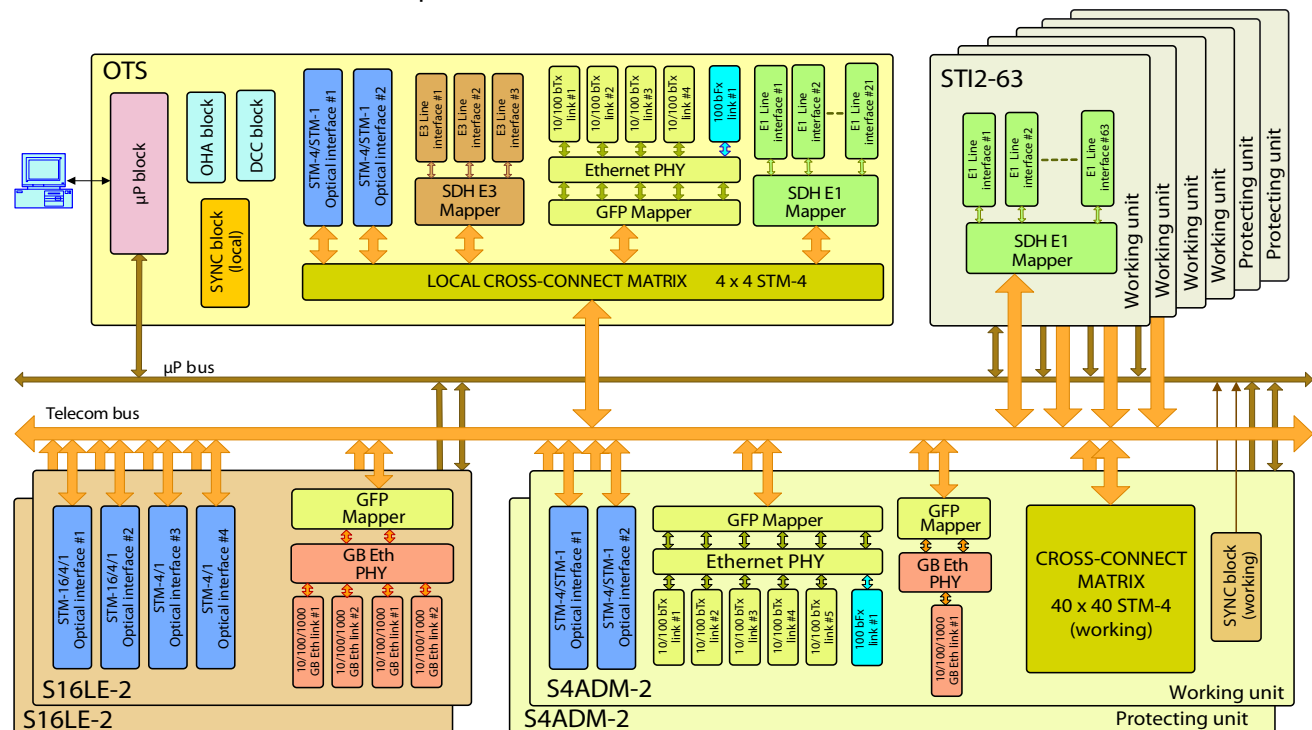 OTS
µP block
OHA block
DCC block
SYNC block
(local)
STM-4/STM-1
Optical interface #1
STM-4/STM-1
Optical interface #2
E3 Line
interface #1
E3 Line
interface #2
E3 Line
interface #3
SDH E3
Mapper
10/100 bTx
link #1
10/100 bTx
link #2
10/100 bTx
link #3
10/100 bTx
link #4
100 bFx
link #1
Ethernet PHY
GFP Mapper
E1 Line
interface #1
E1 Line
interface #2
E1 Line
interface #21
SDH E1
Mapper
LOCAL CROSS-CONNECT MATRIX 4 x 4 STM-4
STI2-63
E1 Line
interface #1
E1 Line
interface #2
E1 Line
interface #63
SDH E1
Mapper
Working unit
Working unit
Working unit
Working unit
Protecting unit
Protecting unit
µP bus
Telecom bus
STM-16/4/1
Optical interface #1
STM-16/4/1
Optical interface #2
STM-4/1
Optical interface #3
STM-4/1
Optical interface #4
GFP
Mapper
GB Eth
PHY
10/100/1000
GB Eth link #1
10/100/1000
GB Eth link #2
10/100/1000
GB Eth link #1
10/100/1000
GB Eth link #2
S16LE-2
S16LE-2
STM-4/STM-1
Optical interface #1
STM-4/STM-1
Optical interface #2
GFP Mapper
Ethernet PHY
10/100 bTx
link #1
10/100 bTx
link #2
10/100 bTx
link #3
10/100 bTx
link #4
10/100 bTx
link #5
100 bFx
link #1
GFP
Mapper
GB Eth
PHY
10/100/1000
GB Eth link #1
CROSS-CONNECT
MATRIX
40 x 40 STM-4
(working)
SYNC block
(working)
S4ADM-2
Working unit
S4ADM-2
Protecting unit